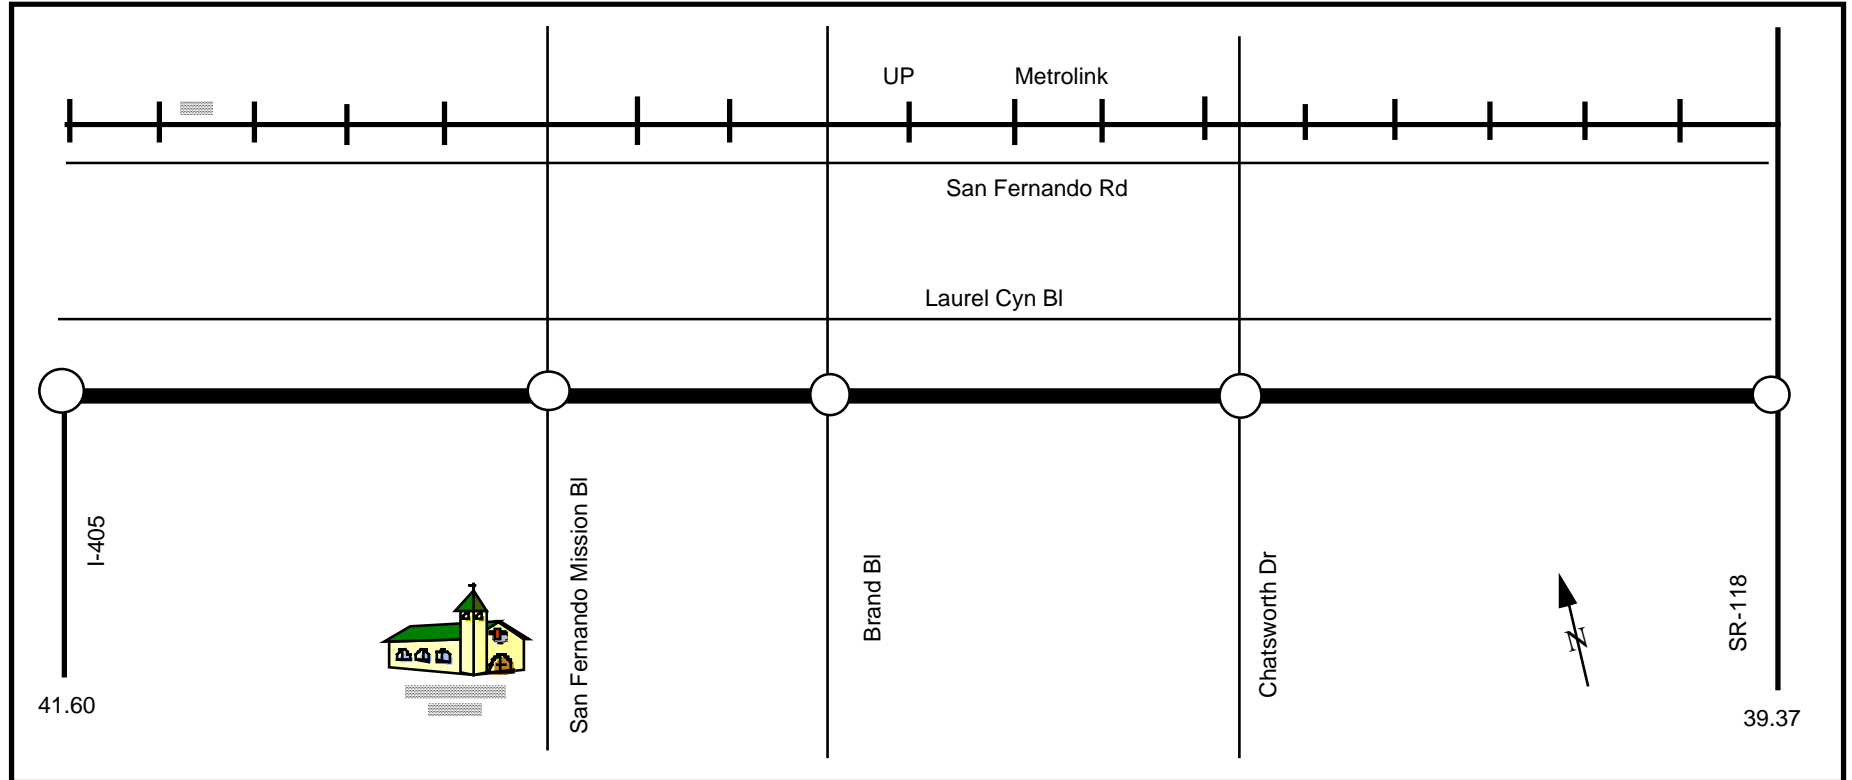 UP
Metrolink
San Fernando Rd
Laurel Cyn Bl
I-405
San Fernando Mission Bl
Brand Bl
Chatsworth Dr
SR-118
N
41.60
39.37